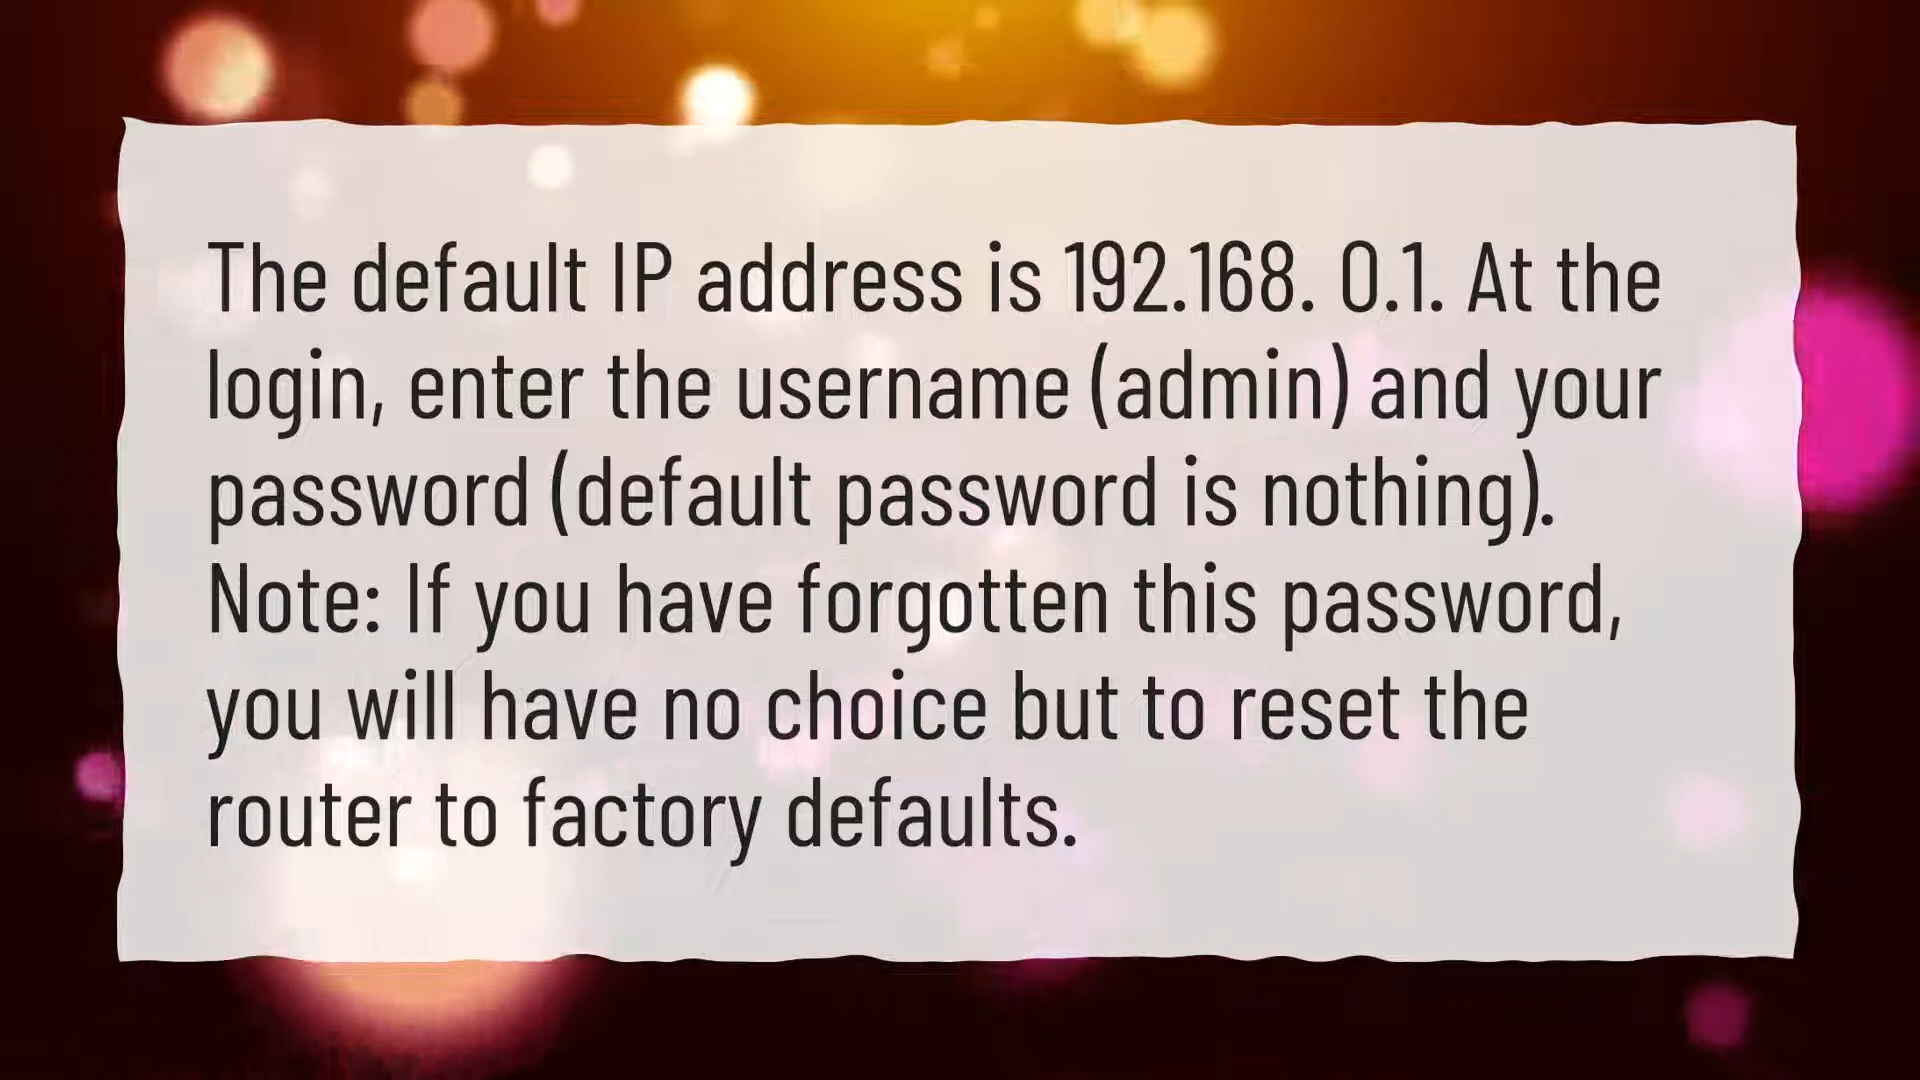 The default IP address is 192.168. 0.1. At the
login, enter the username (admin) and your
password (default password is nothing).
Note: If you have forgotten this password,
you will have no choice but to reset the
router to factory defaults.